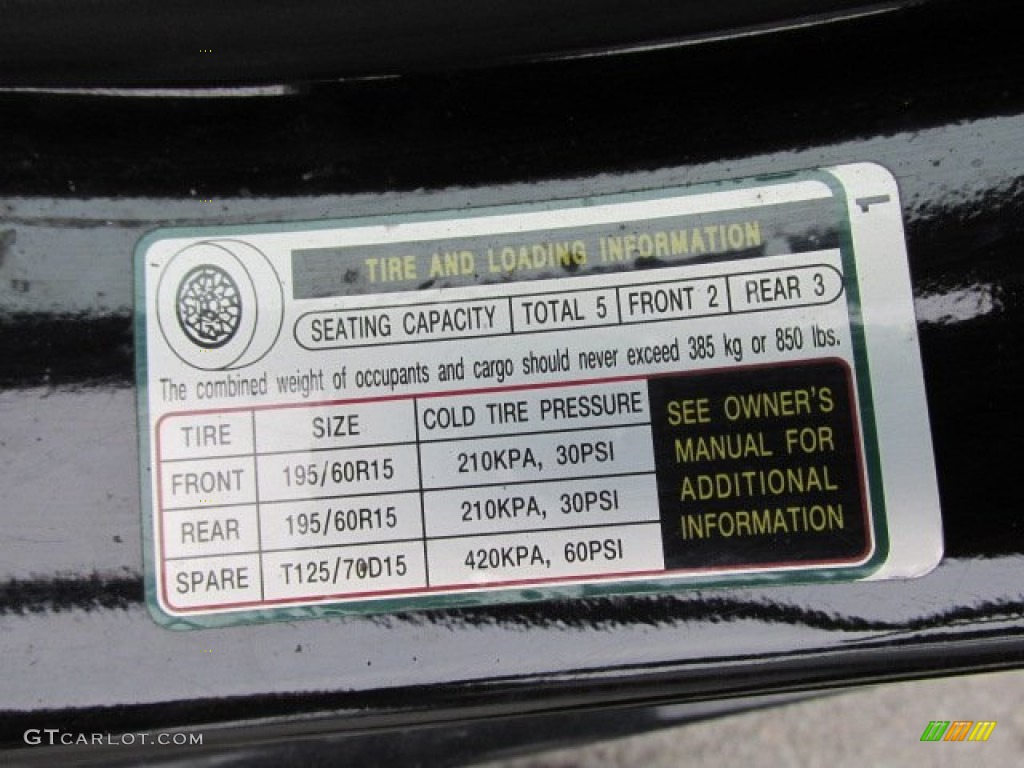 TIRE AND LOADING INFORMATION
SEATING CAPACITY TOTAL 5 FRONT 2 REAR 3
The combined weight of occupants and cargo should never exceed 385 kg or 850 lbs.
TIRE SIZE COLD TIRE PRESSURE
FRONT 195/60R15 210KPA, 30PSI
REAR 195/60R15 210KPA, 30PSI
SPARE T125/70D15 420KPA, 60PSI
SEE OWNER'S
MANUAL FOR
ADDITIONAL
INFORMATION
1
GTCARLOT.COM